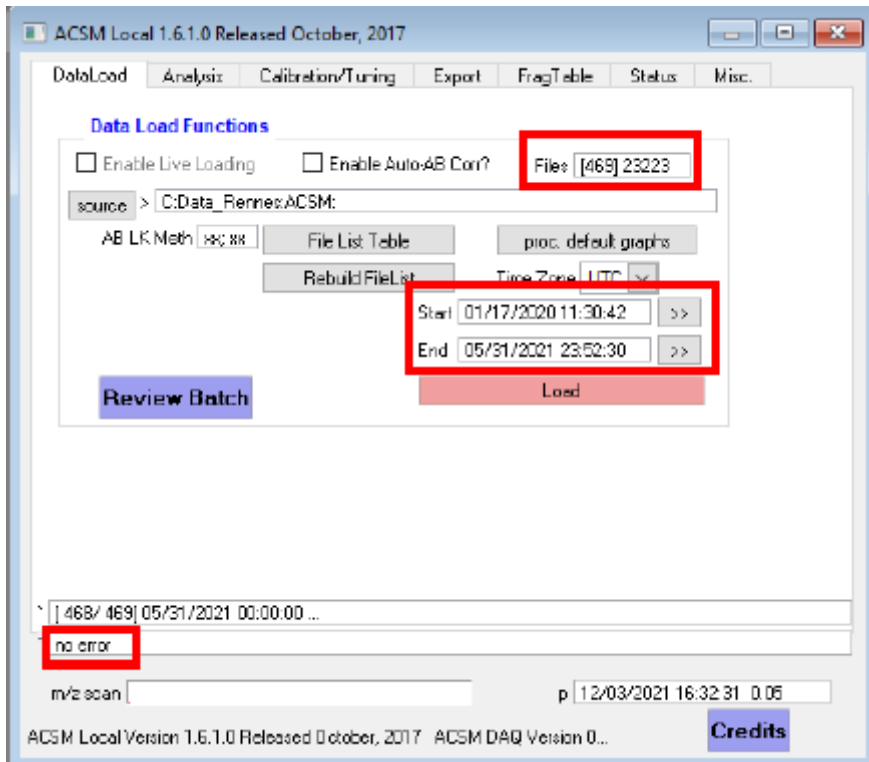 ACSM Local 1.6.1.0 Released October, 2017
DataLoad Analysis Calibration/Tuning Export FragTable Status Misc.
Data Load Functions
Enable Live Loading Enable Auto-AB Corr? Files [469] 23223
source > C:Data_Rennes:ACSM:
AB LK Meth File List Table proc. default graphs
Rebuild FileList Time Zone UTC
Start 01/17/2020 11:30:42 >>
End 05/31/2021 23:52:30 >>
Review Batch Load
[ 468/ 469] 05/31/2021 00:00:00 ...
no error
m/z scan p 12/03/2021 16:32:31 0.05
ACSM Local Version 1.6.1.0 Released October, 2017 ACSM DAQ Version 0... Credits